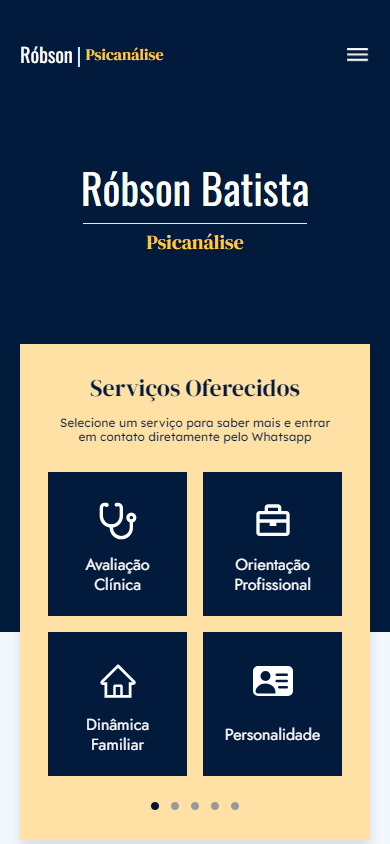 Róbson | Psicanálise
Róbson Batista
Psicanálise
Serviços Oferecidos
Selecione um serviço para saber mais e entrar
em contato diretamente pelo Whatsapp
Avaliação
Clínica
Orientação
Profissional
Dinâmica
Familiar
Personalidade